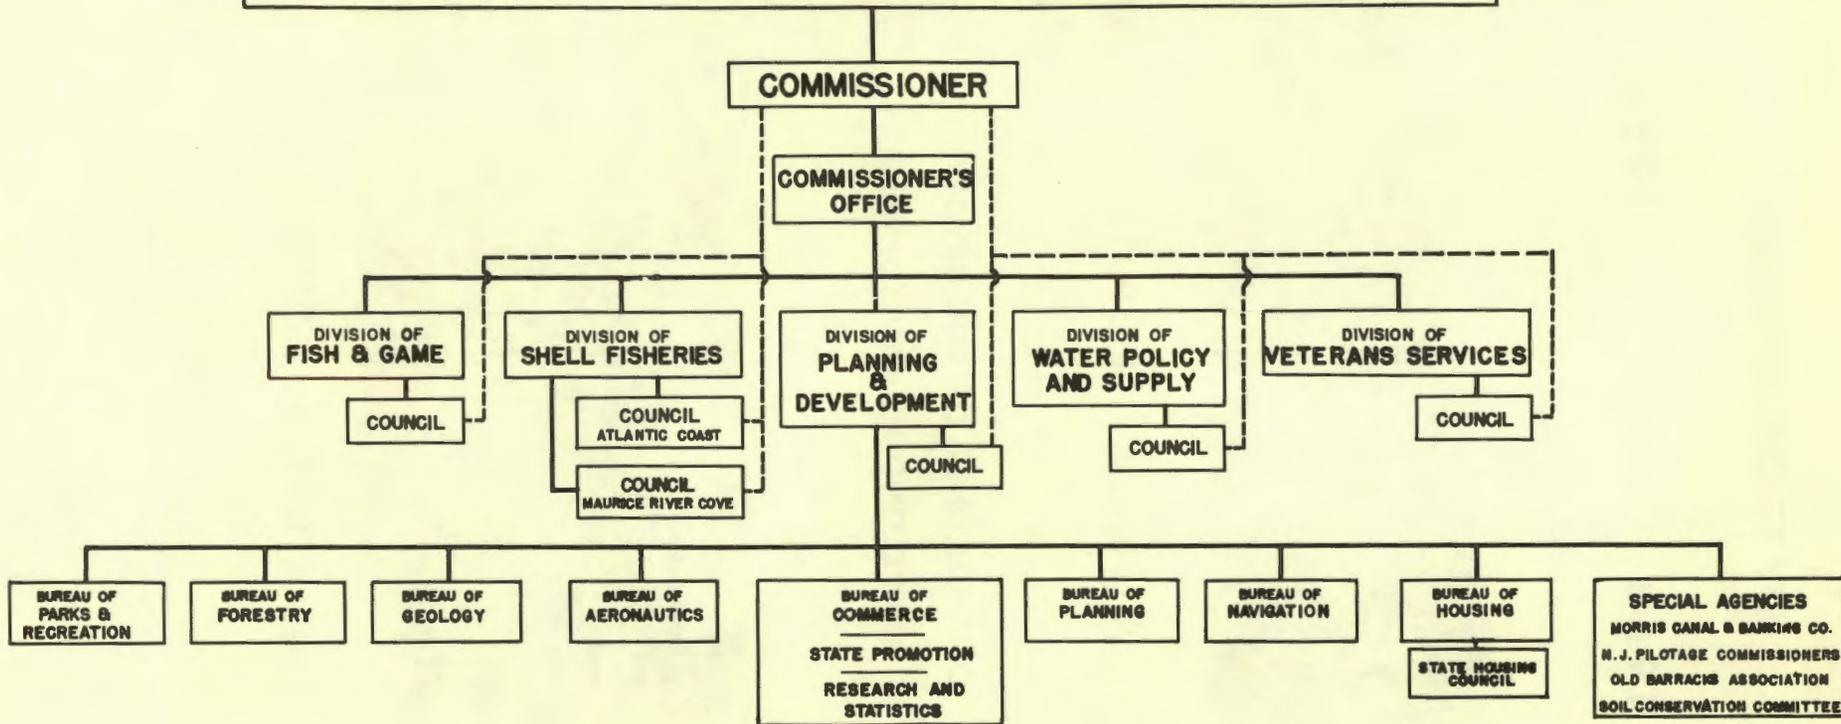 COMMISSIONER
COMMISSIONER'S
OFFICE
DIVISION OF
FISH & GAME
COUNCIL
DIVISION OF
SHELL FISHERIES
COUNCIL
ATLANTIC COAST
COUNCIL
MAURICE RIVER COVE
DIVISION OF
PLANNING
&
DEVELOPMENT
COUNCIL
DIVISION OF
WATER POLICY
AND SUPPLY
COUNCIL
DIVISION OF
VETERANS SERVICES
COUNCIL
BUREAU OF
PARKS &
RECREATION
BUREAU OF
FORESTRY
BUREAU OF
GEOLOGY
BUREAU OF
AERONAUTICS
BUREAU OF
COMMERCE
STATE PROMOTION
RESEARCH AND
STATISTICS
BUREAU OF
PLANNING
BUREAU OF
NAVIGATION
BUREAU OF
HOUSING
STATE HOUSING
COUNCIL
SPECIAL AGENCIES
MORRIS CANAL & BANKING CO.
N.J. PILOTAGE COMMISSIONERS
OLD BARRACKS ASSOCIATION
SOIL CONSERVATION COMMITTEE